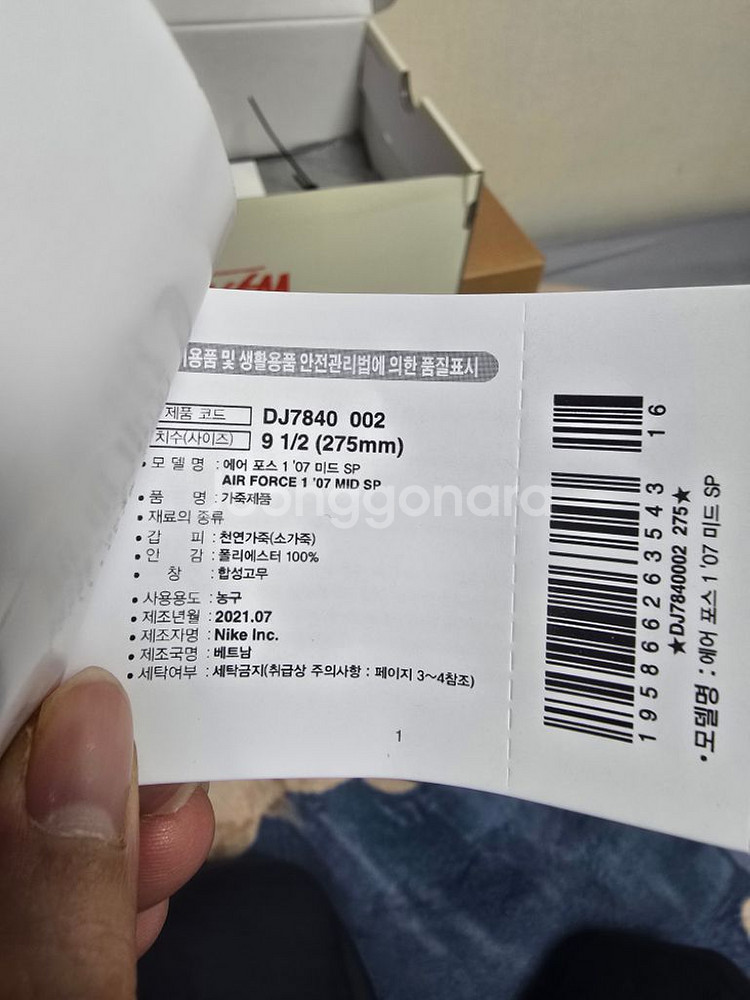 용품 및 생활용품 안전관리법에 의한 품질표시
제품 코드 DJ7840 002
치수(사이즈) 9 1/2 (275mm)
• 모 델 명 : 에어 포스 1 '07 미드 SP
AIR FORCE 1 '07 MID SP
• 품 명 : 가죽제품
• 재료의 종류
• 갑 피 : 천연가죽(소가죽)
• 안 감 : 폴리에스터 100%
• 창 : 합성고무
• 사용용도 : 농구
• 제조년월 : 2021.07
• 제조자명 : Nike Inc.
• 제조국명 : 베트남
• 세탁여부 : 세탁금지(취급상 주의사항 : 페이지 3~4참조)
1
16
195866263543
★DJ7840002 275★
• 모델명 : 에어 포스 1 '07 미드 SP